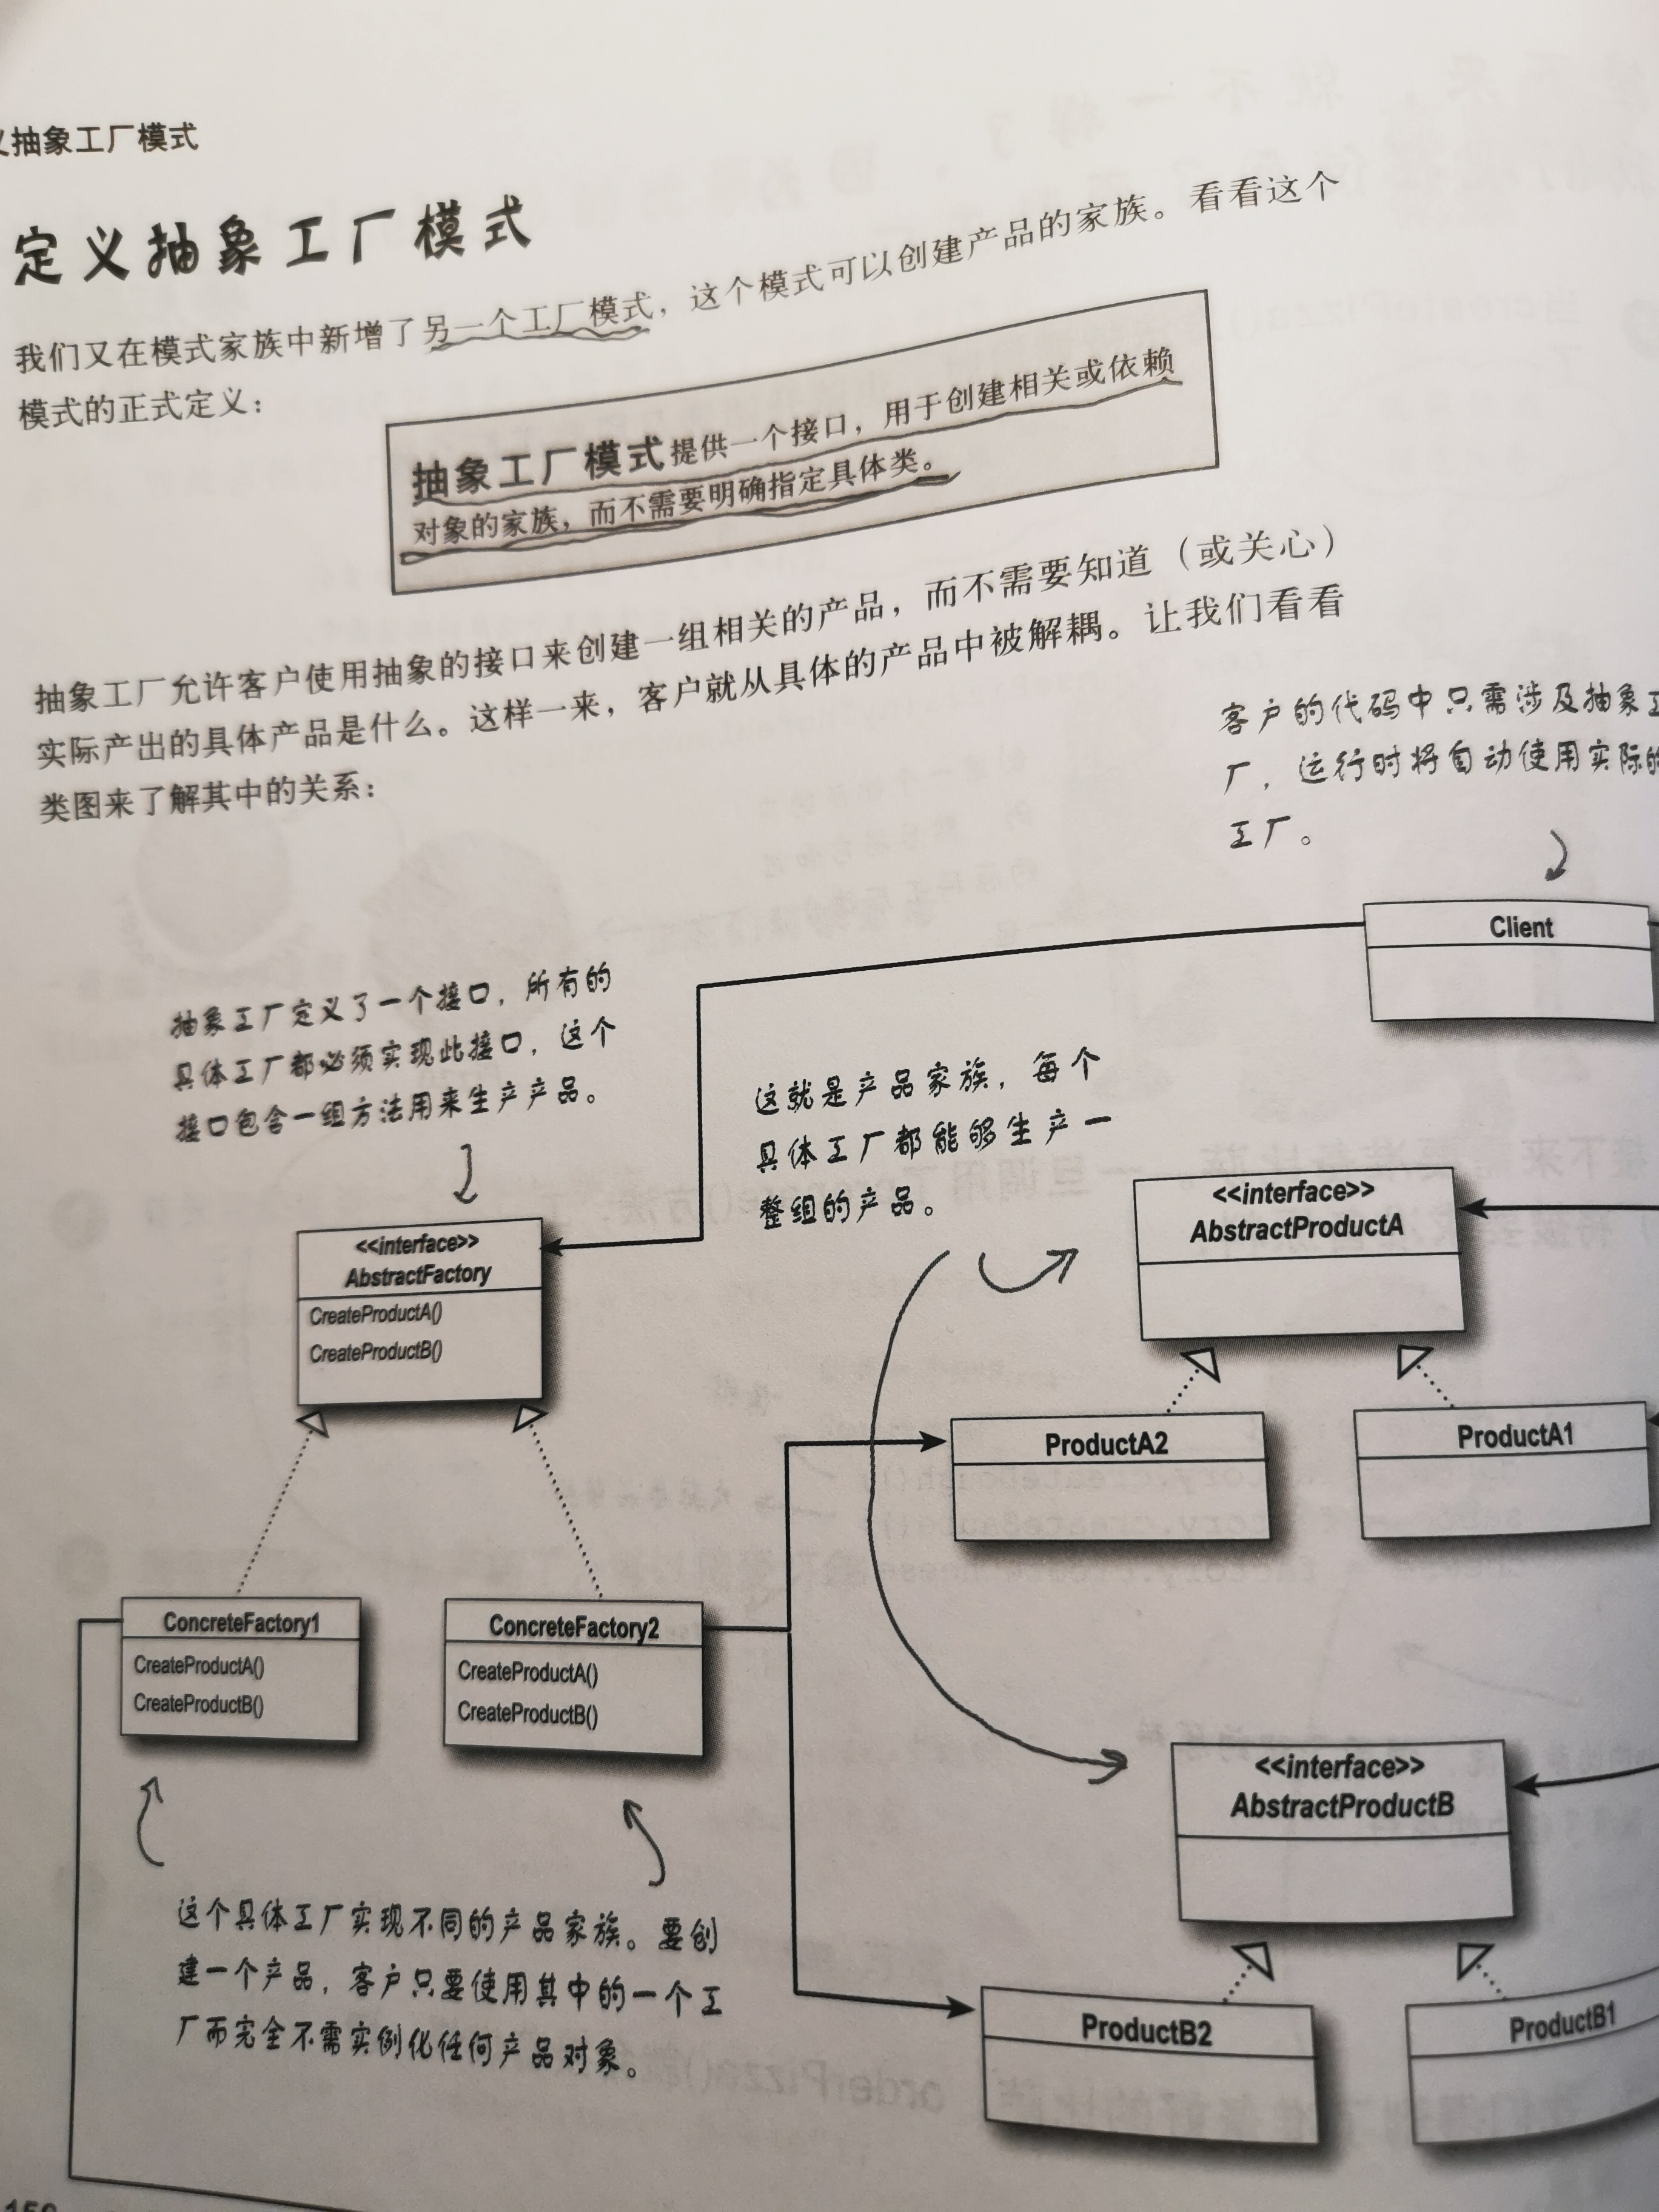 义抽象工厂模式
定义抽象工厂模式
我们又在模式家族中新增了另一个工厂模式，这个模式可以创建产品的家族。看看这个
模式的正式定义：
抽象工厂模式提供一个接口，用于创建相关或依赖
对象的家族，而不需要明确指定具体类。
抽象工厂允许客户使用抽象的接口来创建一组相关的产品，而不需要知道（或关心）
实际产出的具体产品是什么。这样一来，客户就从具体的产品中被解耦。让我们看看
类图来了解其中的关系：
客户的代码中只需涉及抽象工
厂，运行时将自动使用实际的
工厂。
Client
抽象工厂定义了一个接口，所有的
具体工厂都必须实现此接口，这个
接口包含一组方法用来生产产品。
这就是产品家族，每个
具体工厂都能够生产一
整组的产品。
<<interface>>
AbstractFactory
CreateProductA()
CreateProductB()
<<interface>>
AbstractProductA
ProductA2
ProductA1
ConcreteFactory1
CreateProductA()
CreateProductB()
ConcreteFactory2
CreateProductA()
CreateProductB()
<<interface>>
AbstractProductB
ProductB2
ProductB1
这个具体工厂实现不同的产品家族。要创
建一个产品，客户只要使用其中的一个工
厂而完全不需实例化任何产品对象。